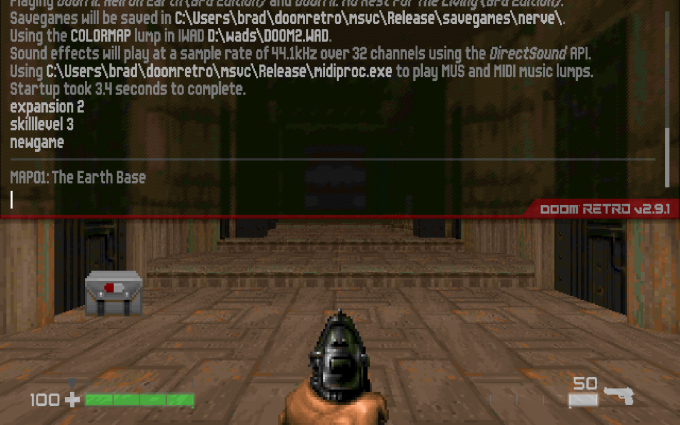 Playing Doom II: Hell on Earth (BFG Edition) and Doom II: No Rest For The Living (BFG Edition).
Savegames will be saved in C:\Users\brad\doomretro\msvc\Release\savegames\nerve\.
Using the COLORMAP lump in IWAD D:\wads\DOOM2.WAD.
Sound effects will play at a sample rate of 44.1kHz over 32 channels using the DirectSound API.
Using C:\Users\brad\doomretro\msvc\Release\midiproc.exe to play MUS and MIDI music lumps.
Startup took 3.4 seconds to complete.
expansion 2
skilllevel 3
newgame
MAP01: The Earth Base
DOOM RETRO v2.9.1
100
50